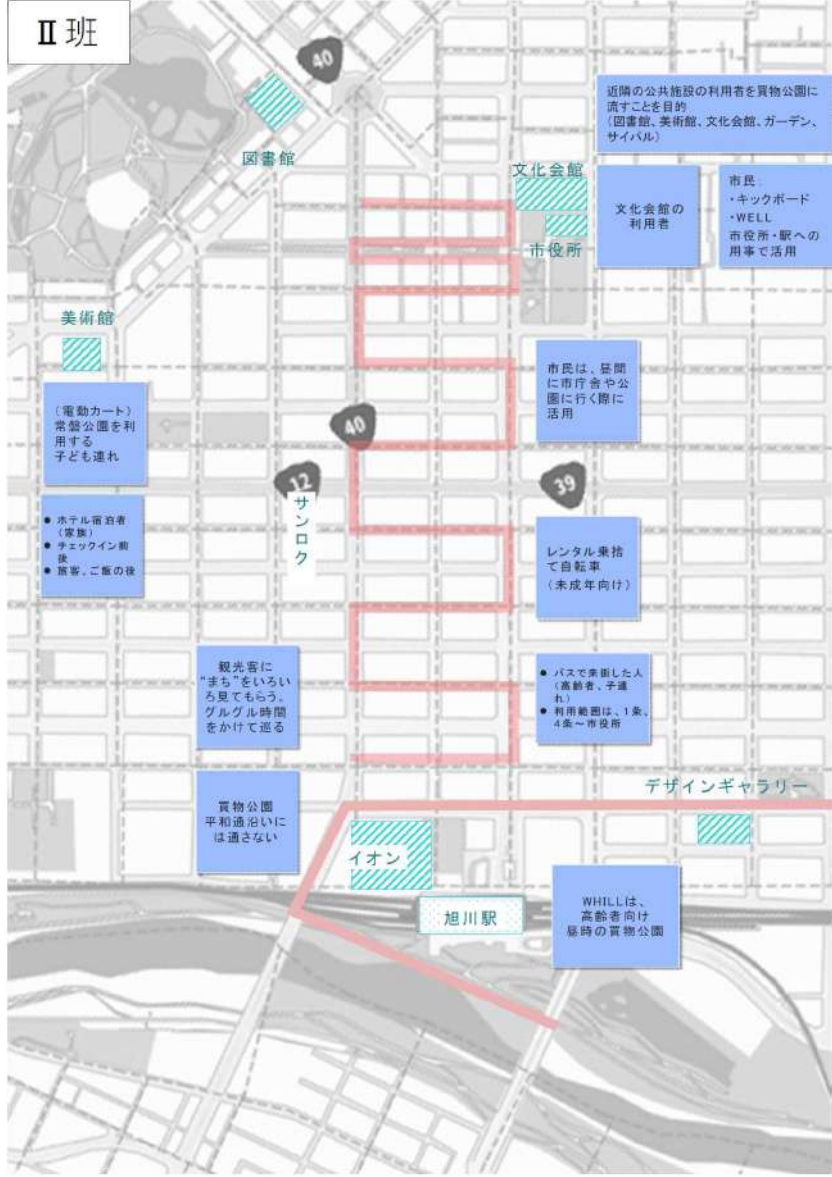 Ⅱ班
40
図書館
近隣の公共施設の利用者を買物公園に
流すことを目的
(図書館、美術館、文化会館、ガーデン、
サイパル)
文化会館
文化会館の
利用者
市民:
・キックボード
・WELL
市役所・駅への
用事で活用
市役所
美術館
市民は、昼間
に市庁舎や公
園に行く際に
活用
(電動カート)
常磐公園を利
用する
子ども連れ
40
12
サンロク
39
● ホテル宿泊者
(家族)
● チェックイン前
後
● 旅客、ご飯の後
レンタル乗捨
て自転車
(未成年向け)
観光客に
“まち”をいろい
ろ見てもらう。
グルグル時間
をかけて巡る
● バスで来街した人
(高齢者、子連
れ)
● 利用範囲は、1条、
4条～市役所
買物公園
平和通沿いに
は通さない
デザインギャラリー
イオン
旭川駅
WHILLは、
高齢者向け
昼時の買物公園